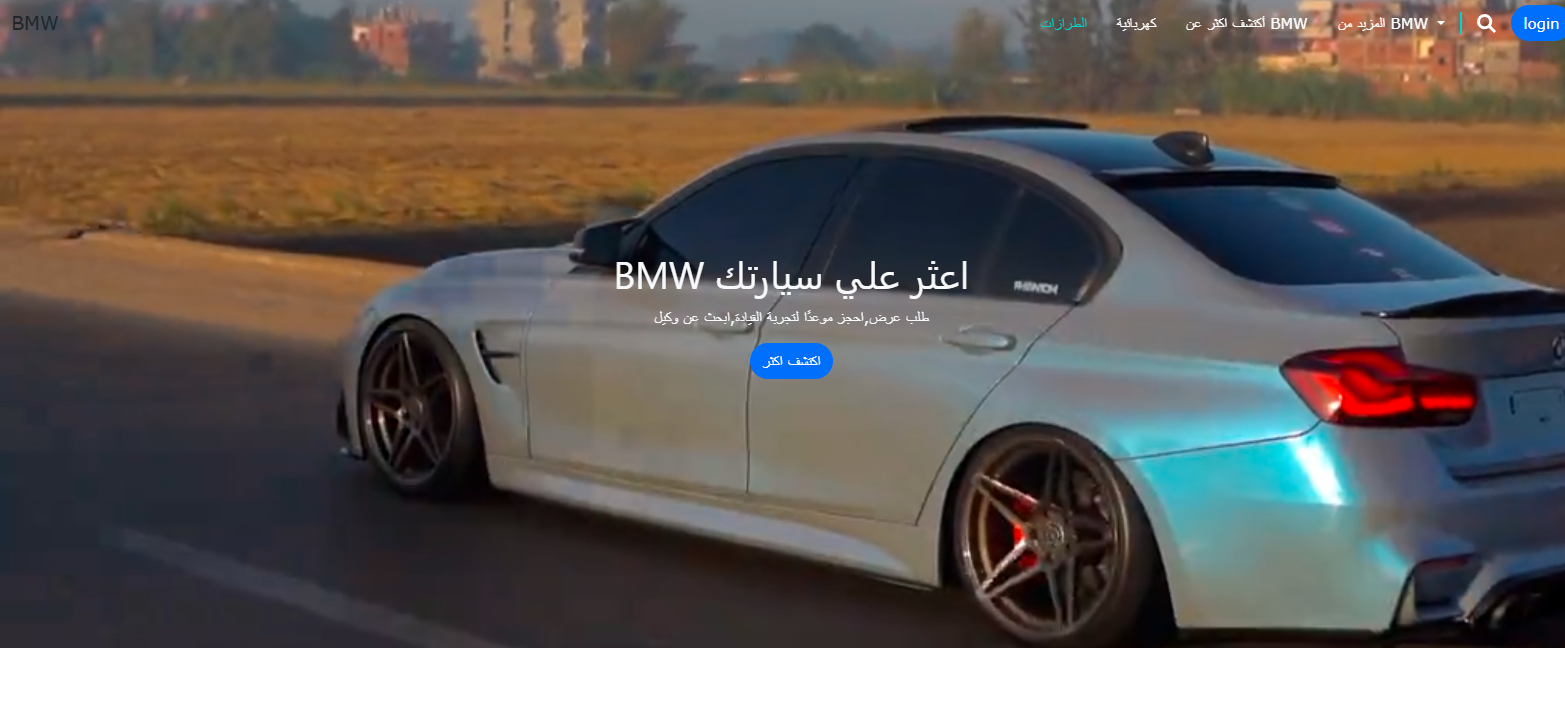 BMW
الطرازات
كهربائية
أكتشف اكثر عن BMW
المزيد من BMW
login
اعثر علي سيارتك BMW
طلب عرض,احجز موعدًا لتجربة القيادة,ابحث عن وكيل
اكتشف اكثر